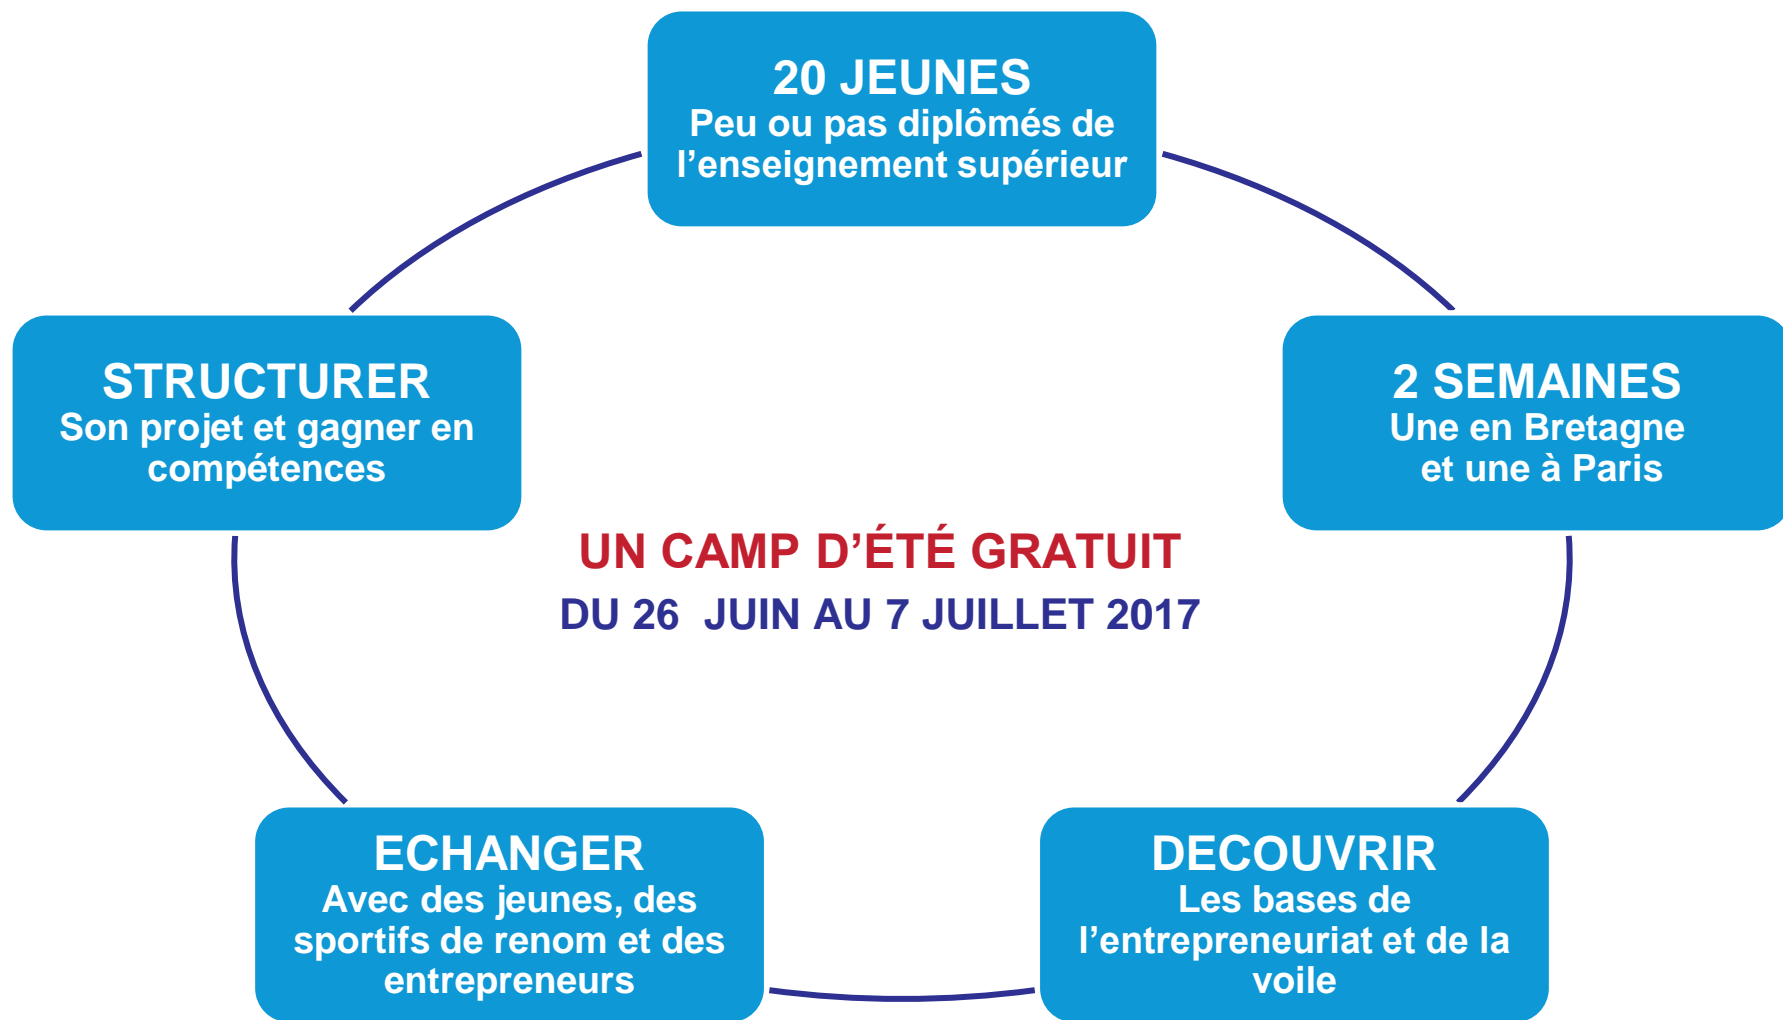 20 JEUNES
Peu ou pas diplômés de
l’enseignement supérieur
STRUCTURER
Son projet et gagner en
compétences
2 SEMAINES
Une en Bretagne
et une à Paris
UN CAMP D’ÉTÉ GRATUIT
DU 26 JUIN AU 7 JUILLET 2017
ECHANGER
Avec des jeunes, des
sportifs de renom et des
entrepreneurs
DECOUVRIR
Les bases de
l’entrepreneuriat et de la
voile